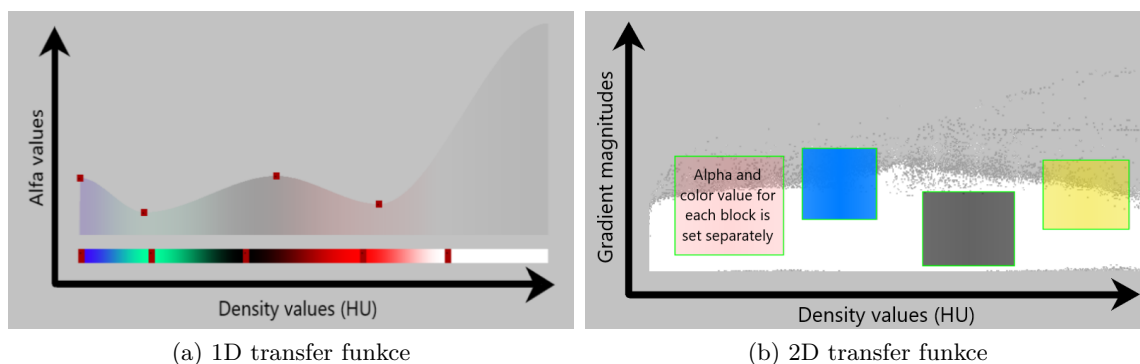 Alfa values
Density values (HU)
(a) 1D transfer funkce
Gradient magnitudes
Alpha and
color value for
each block is
set separately
Density values (HU)
(b) 2D transfer funkce